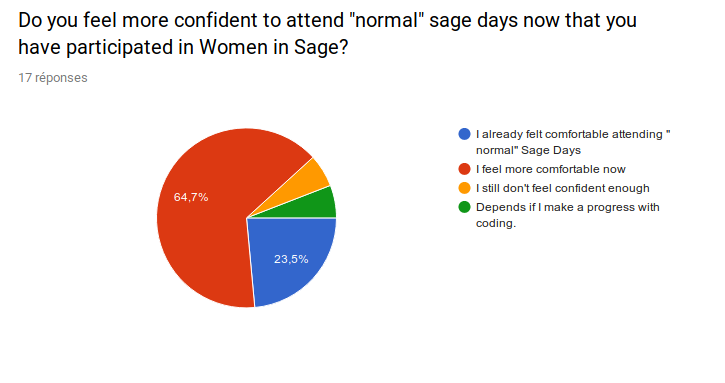 Do you feel more confident to attend "normal" sage days now that you
have participated in Women in Sage?
17 réponses
I already felt comfortable attending "
normal" Sage Days
I feel more comfortable now
I still don't feel confident enough
Depends if I make a progress with
coding.
64,7%
23,5%